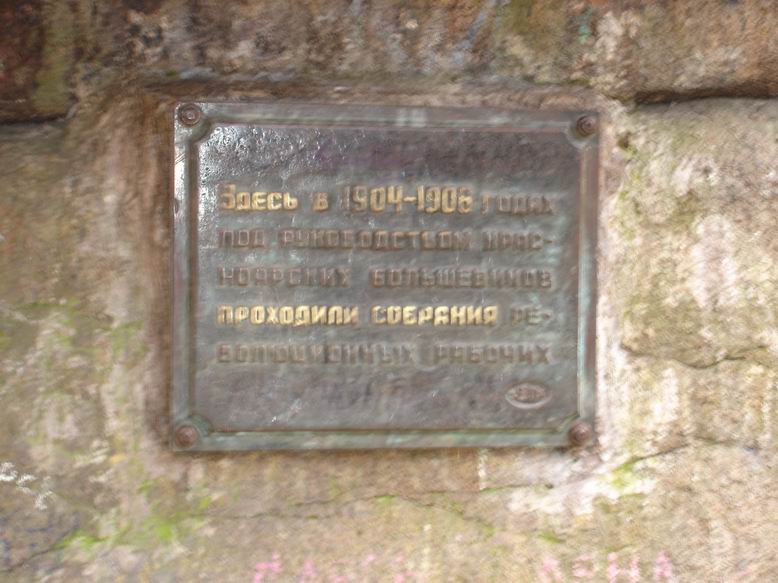 Здесь в 1904–1906 годах
под руководством крас-
ноярских большевиков
проходили собрания ре-
волюционных рабочих